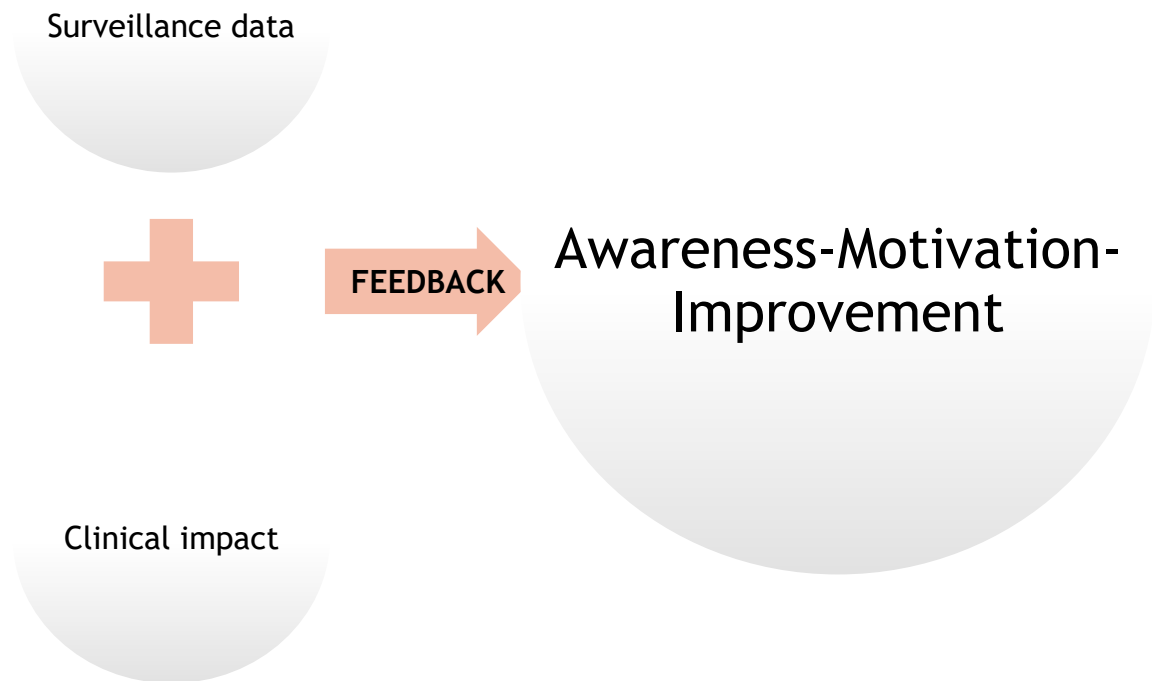 Surveillance data
FEEDBACK
Awareness-Motivation-
Improvement
Clinical impact